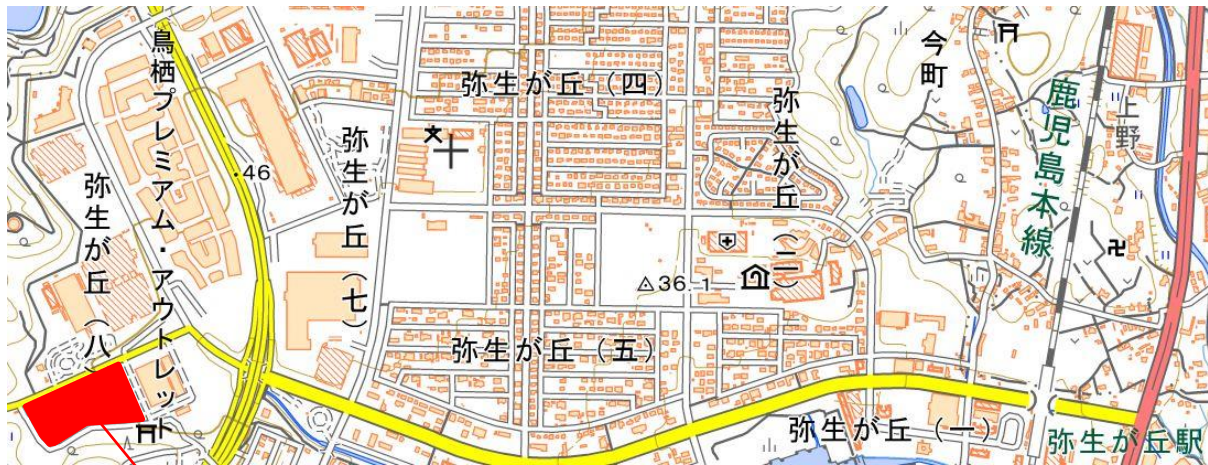 鳥栖プレミアム・アウトレット
弥生が丘(四)
弥生が丘(二)
今町
鹿児島本線
上野
弥生が丘(七)
弥生が丘(八)
・46
36.1
弥生が丘(五)
弥生が丘(一)
弥生が丘駅